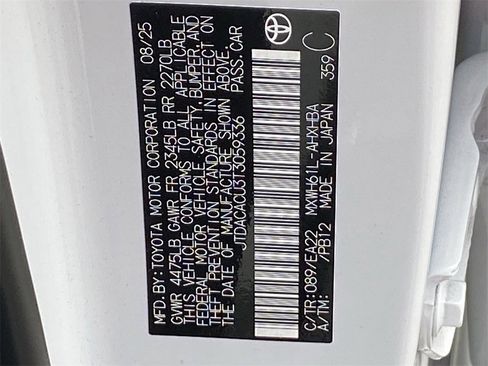 MFD.BY:TOYOTA MOTOR CORPORATION 08/25
GVWR 4475LB GAWR FR 2345LB RR 2270LB
THIS VEHICLE CONFORMS TO ALL APPLICABLE
FEDERAL MOTOR VEHICLE SAFETY, BUMPER, AND
THEFT PREVENTION STANDARDS IN EFFECT ON
THE DATE OF MANUFACTURE SHOWN ABOVE.
JTDACACU3T3059336 PASS.CAR
C/TR:089/EA22 MXWH61L-AHXHBA
A/TM: /PB12 MADE IN JAPAN 359
C